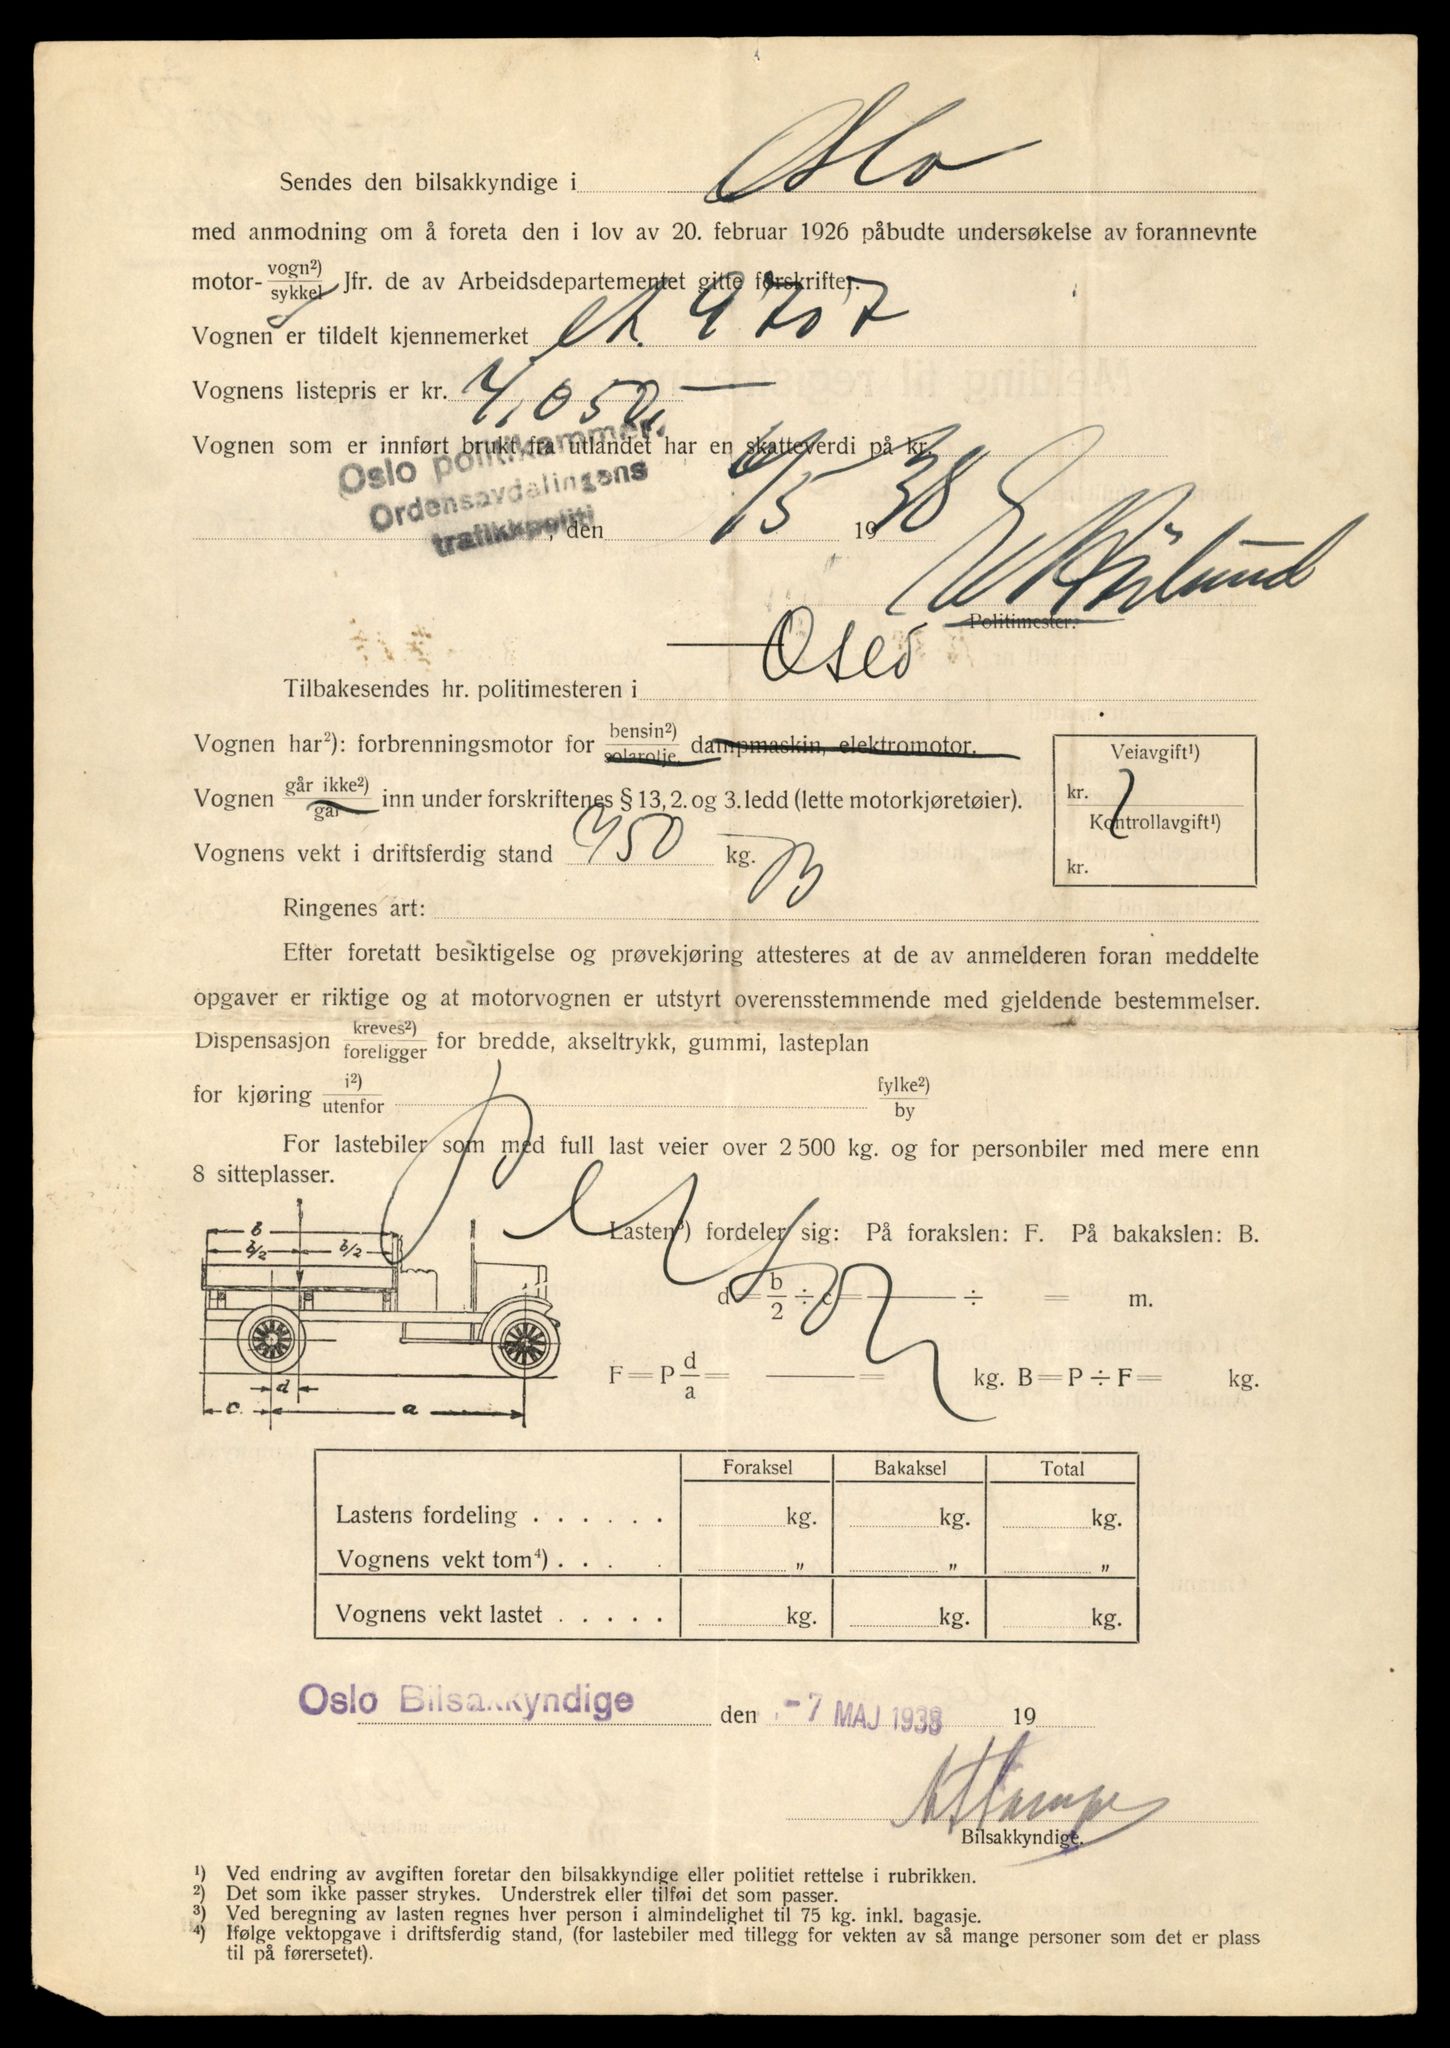 Sendes den bilsakkyndige i Oslo
med anmodning om å foreta den i lov av 20. februar 1926 påbudte undersøkelse av forannevnte
motor- vogn²) / sykkel Jfr. de av Arbeidsdepartementet gitte forskrifter.
Vognen er tildelt kjennemerket A. 9707
Vognens listepris er kr. 4,050,—
Vognen som er innført brukt fra utlandet har en skatteverdi på kr.
Oslo politikammer.
Ordensavdelingens
trafikkpoliti
, den 6/5 1938
Politimester.
Oslo
Tilbakesendes hr. politimesteren i
Vognen har²): forbrenningsmotor for bensin²) / solarolje, dampmaskin, elektromotor.
Vognen går ikke²) / går inn under forskriftenes § 13, 2. og 3. ledd (lette motorkjøretøier).
Veiavgift¹)
kr.
Kontrollavgift¹)
kr.
Vognens vekt i driftsferdig stand 750 kg.
Ringenes art:
Efter foretatt besiktigelse og prøvekjøring attesteres at de av anmelderen foran meddelte
opgaver er riktige og at motorvognen er utstyrt overensstemmende med gjeldende bestemmelser.
Dispensasjon kreves²) / foreligger for bredde, akseltrykk, gummi, lasteplan
for kjøring i²) / utenfor fylke²) / by
For lastebiler som med full last veier over 2 500 kg. og for personbiler med mere enn
8 sitteplasser.
Person
b
b/2 b/2
d
c a
Lasten³) fordeler sig: På forakslen: F. På bakakslen: B.
d = b/2 ÷ c = ÷ = m.
F = P d/a = = kg. B = P ÷ F = kg.
Foraksel Bakaksel Total
Lastens fordeling . . . . . . kg. kg. kg.
Vognens vekt tom⁴) . . . . „ „ „
Vognens vekt lastet . . . . . kg. kg. kg.
Oslo Bilsakkyndige den -7 MAJ 1938 19
Bilsakkyndige.
¹) Ved endring av avgiften foretar den bilsakkyndige eller politiet rettelse i rubrikken.
²) Det som ikke passer strykes. Understrek eller tilføi det som passer.
³) Ved beregning av lasten regnes hver person i almindelighet til 75 kg. inkl. bagasje.
⁴) Ifølge vektopgave i driftsferdig stand, (for lastebiler med tillegg for vekten av så mange personer som det er plass
til på førersetet).